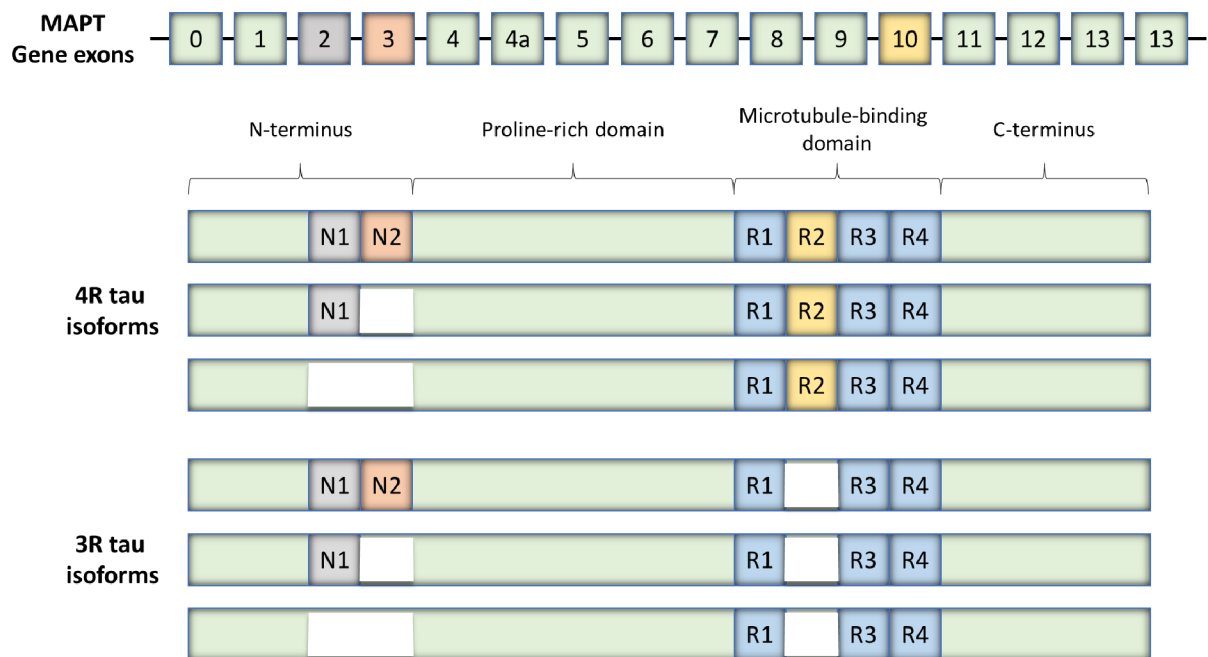 MAPT
Gene exons
0 1 2 3 4 4a 5 6 7 8 9 10 11 12 13 13
N-terminus
Proline-rich domain
Microtubule-binding
domain
C-terminus
4R tau
isoforms
N1 N2 R1 R2 R3 R4
N1 R1 R2 R3 R4
R1 R2 R3 R4
3R tau
isoforms
N1 N2 R1 R3 R4
N1 R1 R3 R4
R1 R3 R4